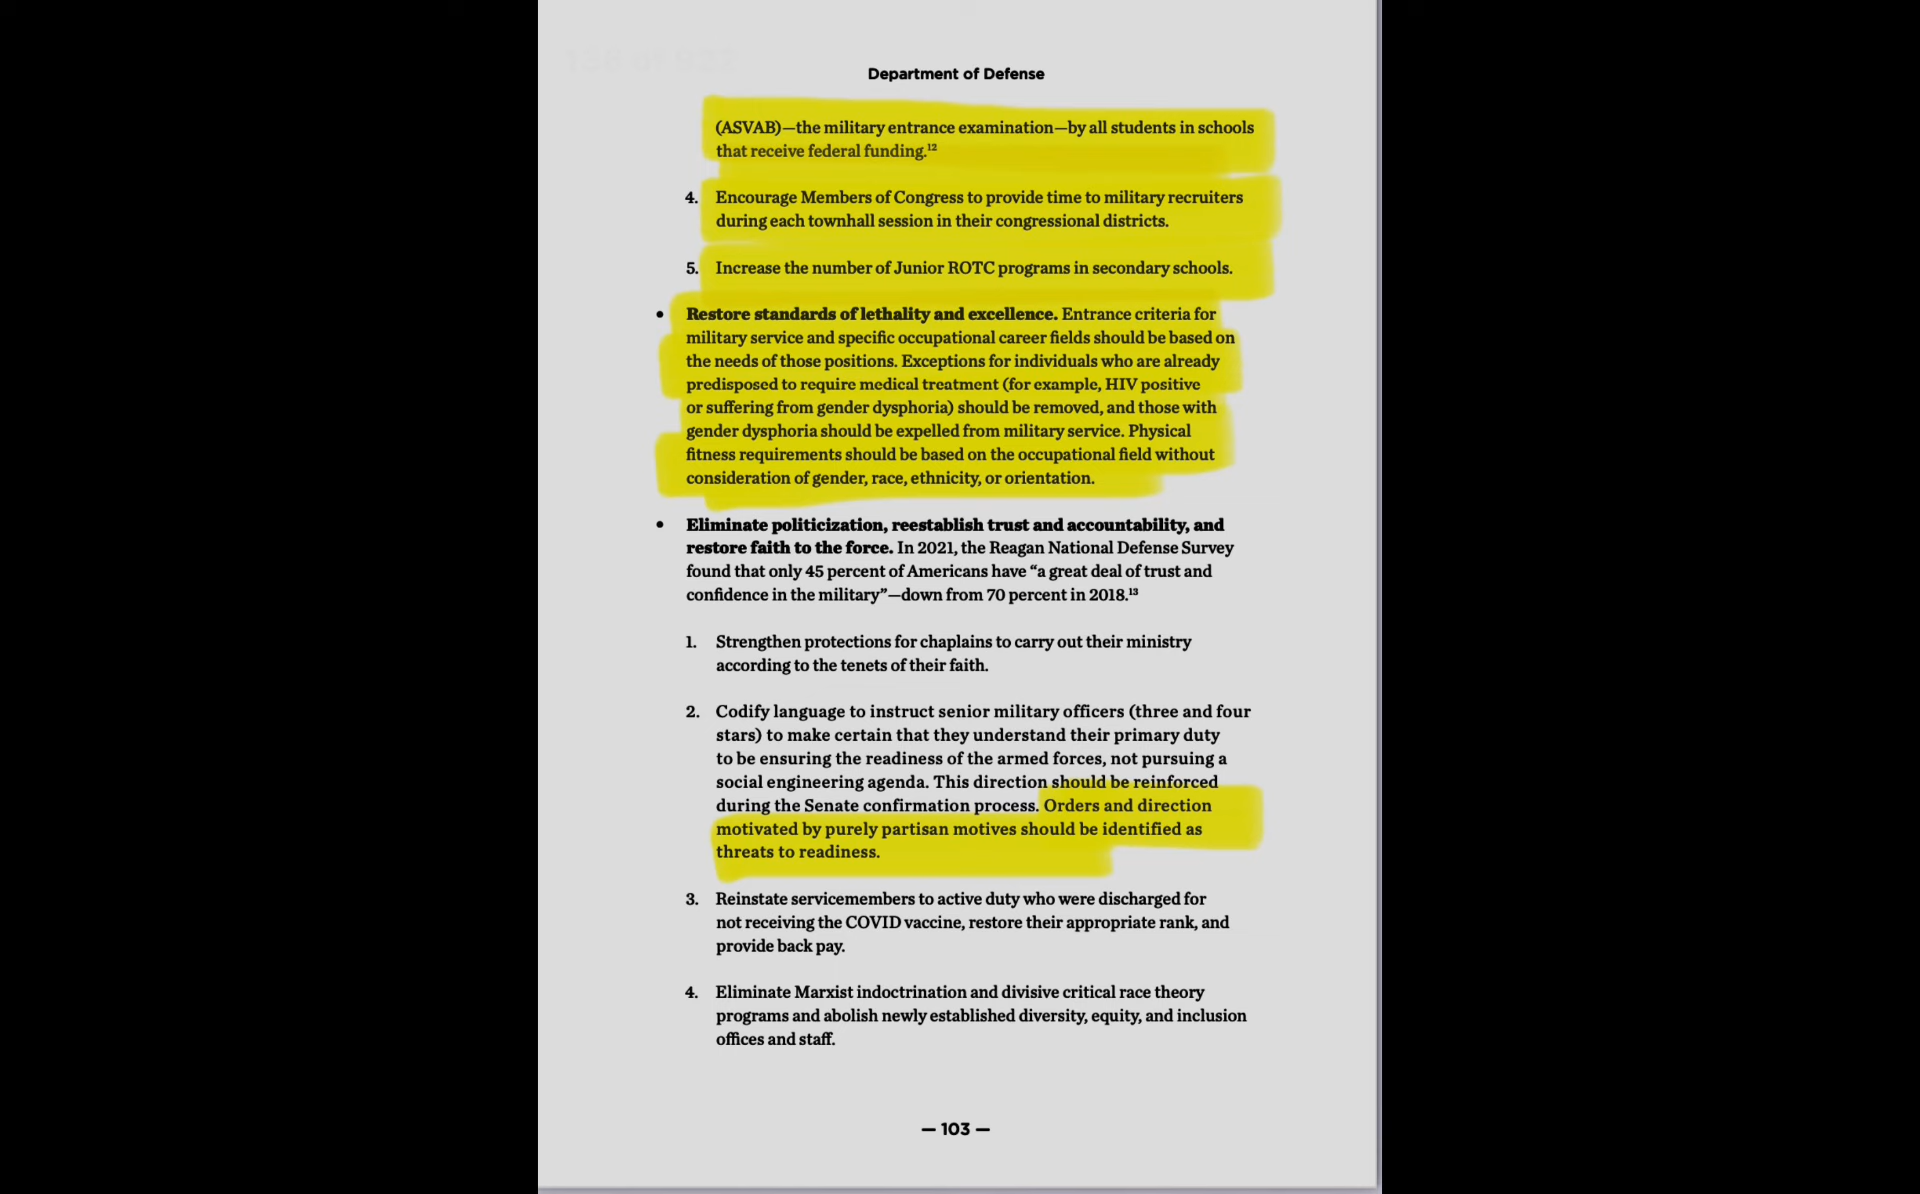 Department of Defense
(ASVAB)—the military entrance examination—by all students in schools
that receive federal funding.¹²
4. Encourage Members of Congress to provide time to military recruiters
during each townhall session in their congressional districts.
5. Increase the number of Junior ROTC programs in secondary schools.
• Restore standards of lethality and excellence. Entrance criteria for
military service and specific occupational career fields should be based on
the needs of those positions. Exceptions for individuals who are already
predisposed to require medical treatment (for example, HIV positive
or suffering from gender dysphoria) should be removed, and those with
gender dysphoria should be expelled from military service. Physical
fitness requirements should be based on the occupational field without
consideration of gender, race, ethnicity, or orientation.
• Eliminate politicization, reestablish trust and accountability, and
restore faith to the force. In 2021, the Reagan National Defense Survey
found that only 45 percent of Americans have “a great deal of trust and
confidence in the military”—down from 70 percent in 2018.¹³
1. Strengthen protections for chaplains to carry out their ministry
according to the tenets of their faith.
2. Codify language to instruct senior military officers (three and four
stars) to make certain that they understand their primary duty
to be ensuring the readiness of the armed forces, not pursuing a
social engineering agenda. This direction should be reinforced
during the Senate confirmation process. Orders and direction
motivated by purely partisan motives should be identified as
threats to readiness.
3. Reinstate servicemembers to active duty who were discharged for
not receiving the COVID vaccine, restore their appropriate rank, and
provide back pay.
4. Eliminate Marxist indoctrination and divisive critical race theory
programs and abolish newly established diversity, equity, and inclusion
offices and staff.
— 103 —